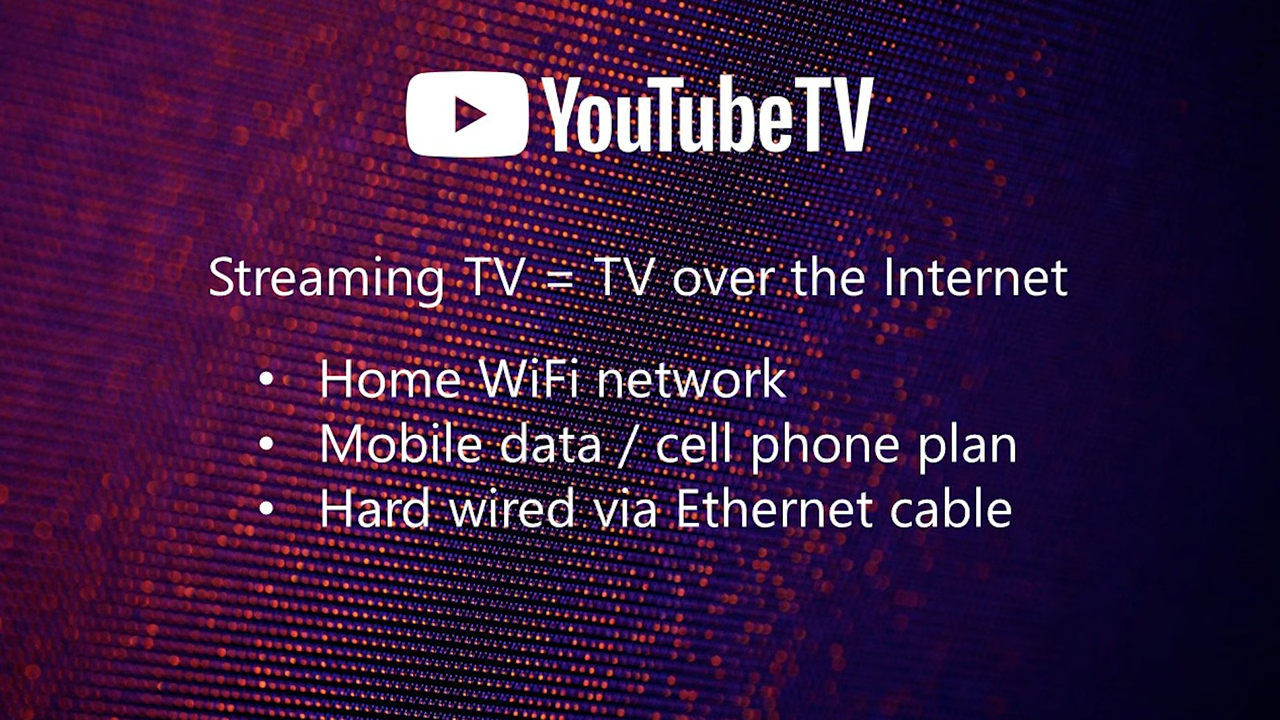 YouTubeTV
Streaming TV = TV over the Internet
• Home WiFi network
• Mobile data / cell phone plan
• Hard wired via Ethernet cable